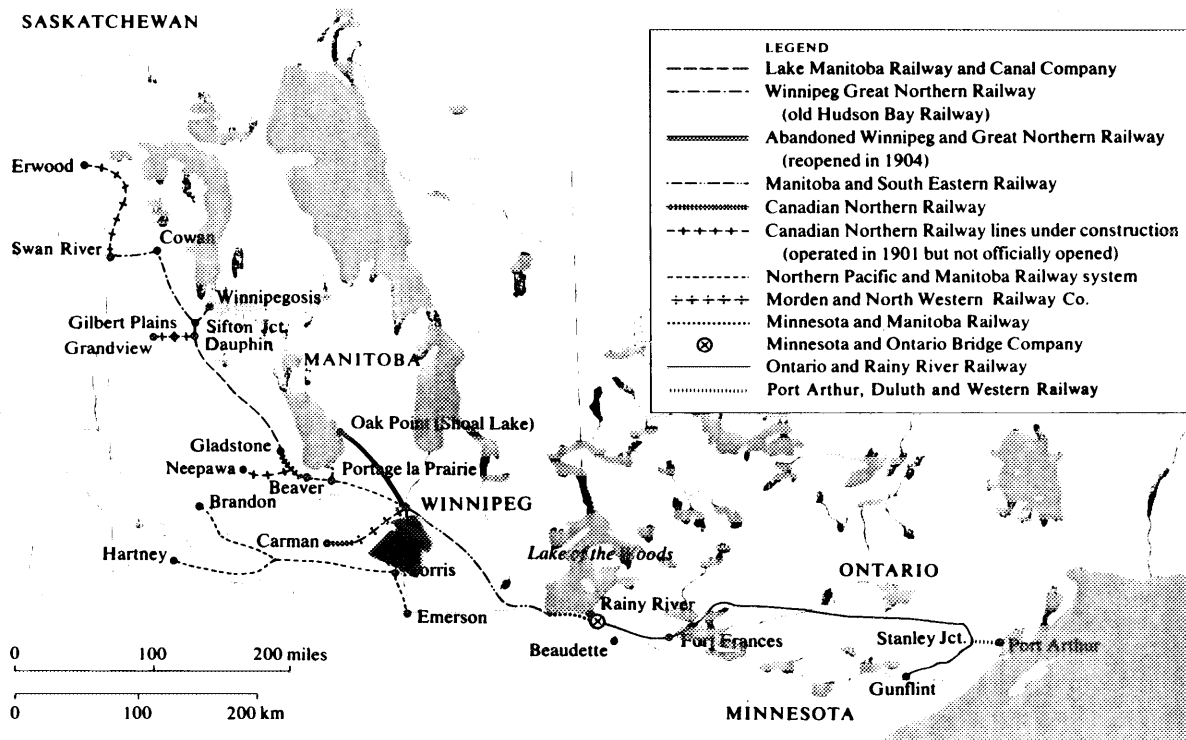 SASKATCHEWAN
LEGEND
Lake Manitoba Railway and Canal Company
Winnipeg Great Northern Railway
(old Hudson Bay Railway)
Abandoned Winnipeg and Great Northern Railway
(reopened in 1904)
Manitoba and South Eastern Railway
Canadian Northern Railway
Canadian Northern Railway lines under construction
(operated in 1901 but not officially opened)
Northern Pacific and Manitoba Railway system
Morden and North Western Railway Co.
Minnesota and Manitoba Railway
Minnesota and Ontario Bridge Company
Ontario and Rainy River Railway
Port Arthur, Duluth and Western Railway
Erwood
Swan River
Cowan
Winnipegosis
Gilbert Plains
Sifton Jct.
Grandview
Dauphin
MANITOBA
Oak Point (Shoal Lake)
Gladstone
Neepawa
Portage la Prairie
Beaver
Brandon
WINNIPEG
Carman
Hartney
Lake of the Woods
ONTARIO
orris
Emerson
Rainy River
Beaudette
Fort Frances
Stanley Jct.
Port Arthur
Gunflint
0 100 200 miles
0 100 200 km
MINNESOTA